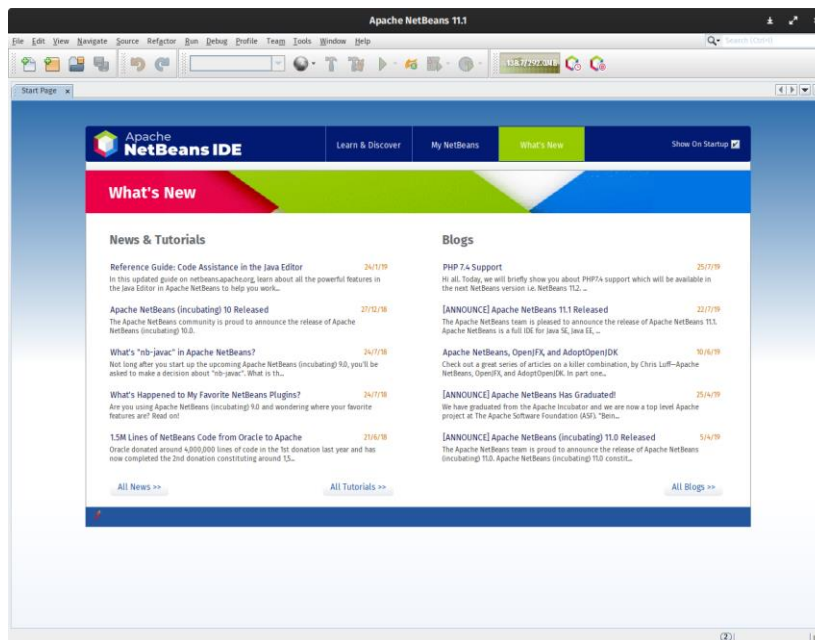 Apache NetBeans 11.1
File Edit View Navigate Source Refactor Run Debug Profile Team Tools Window Help
Search (Ctrl+I)
138.7/292.0MB
Start Page x
Apache
NetBeans IDE
Learn & Discover
My NetBeans
What's New
Show On Startup
What's New
News & Tutorials
Reference Guide: Code Assistance in the Java Editor 24/1/19
In this updated guide on netbeans.apache.org, learn about all the powerful features in
the Java Editor in Apache NetBeans to help you work...
Apache NetBeans (incubating) 10 Released 27/12/18
The Apache NetBeans community is proud to announce the release of Apache
NetBeans (incubating) 10.0.
What's "nb-javac" in Apache NetBeans? 24/7/18
Not long after you start up the upcoming Apache NetBeans (incubating) 9.0, you'll be
asked to make a decision about "nb-javac". What is th...
What's Happened to My Favorite NetBeans Plugins? 24/7/18
Are you using Apache NetBeans (incubating) 9.0 and wondering where your favorite
features are? Read on!
1.5M Lines of NetBeans Code from Oracle to Apache 21/6/18
Oracle donated around 4,000,000 lines of code in the 1st donation last year and has
now completed the 2nd donation constituting around 1,5...
All News >>
All Tutorials >>
Blogs
PHP 7.4 Support 25/7/19
Hi all. Today, we will briefly show you about PHP7.4 support which will be available in
the next NetBeans version i.e. NetBeans 11.2. ...
[ANNOUNCE] Apache NetBeans 11.1 Released 22/7/19
The Apache NetBeans team is pleased to announce the release of Apache NetBeans 11.1.
Apache NetBeans is a full IDE for Java SE, Java EE, ...
Apache NetBeans, OpenJFX, and AdoptOpenJDK 10/6/19
Check out a great series of articles on a killer combination, by Chris Luff—Apache
NetBeans, OpenJFX, and AdoptOpenJDK. In part one...
[ANNOUNCE] Apache NetBeans Has Graduated! 25/4/19
We have graduated from the Apache Incubator and we are now a top level Apache
project at The Apache Software Foundation (ASF). "Bein...
[ANNOUNCE] Apache NetBeans (incubating) 11.0 Released 5/4/19
The Apache NetBeans team is proud to announce the release of Apache NetBeans
(incubating) 11.0. Apache NetBeans (incubating) 11.0 constit...
All Blogs >>
2